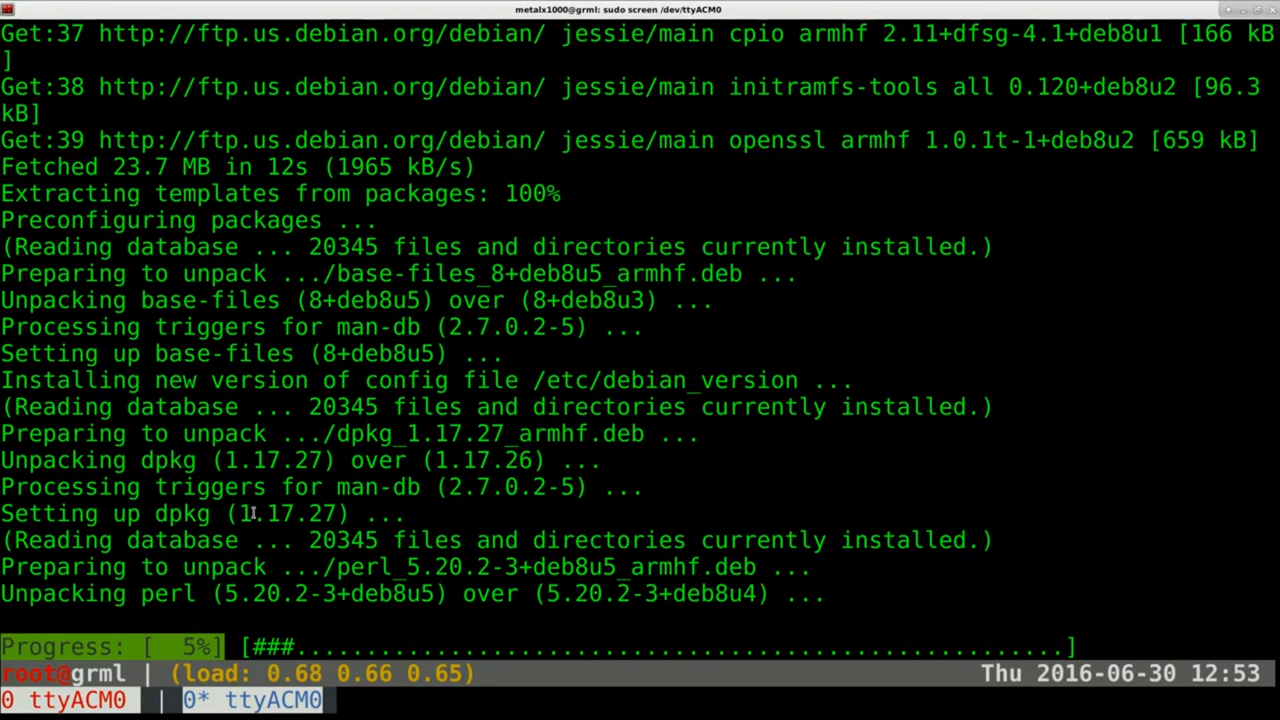 metalx1000@grml: sudo screen /dev/ttyACM0
Get:37 http://ftp.us.debian.org/debian/ jessie/main cpio armhf 2.11+dfsg-4.1+deb8u1 [166 kB
]
Get:38 http://ftp.us.debian.org/debian/ jessie/main initramfs-tools all 0.120+deb8u2 [96.3
kB]
Get:39 http://ftp.us.debian.org/debian/ jessie/main openssl armhf 1.0.1t-1+deb8u2 [659 kB]
Fetched 23.7 MB in 12s (1965 kB/s)
Extracting templates from packages: 100%
Preconfiguring packages ...
(Reading database ... 20345 files and directories currently installed.)
Preparing to unpack .../base-files_8+deb8u5_armhf.deb ...
Unpacking base-files (8+deb8u5) over (8+deb8u3) ...
Processing triggers for man-db (2.7.0.2-5) ...
Setting up base-files (8+deb8u5) ...
Installing new version of config file /etc/debian_version ...
(Reading database ... 20345 files and directories currently installed.)
Preparing to unpack .../dpkg_1.17.27_armhf.deb ...
Unpacking dpkg (1.17.27) over (1.17.26) ...
Processing triggers for man-db (2.7.0.2-5) ...
Setting up dpkg (1.17.27) ...
(Reading database ... 20345 files and directories currently installed.)
Preparing to unpack .../perl_5.20.2-3+deb8u5_armhf.deb ...
Unpacking perl (5.20.2-3+deb8u5) over (5.20.2-3+deb8u4) ...
Progress: [  5%] [###.......................................................]
root@grml | (load: 0.68 0.66 0.65) Thu 2016-06-30 12:53
0 ttyACM0 | 0* ttyACM0